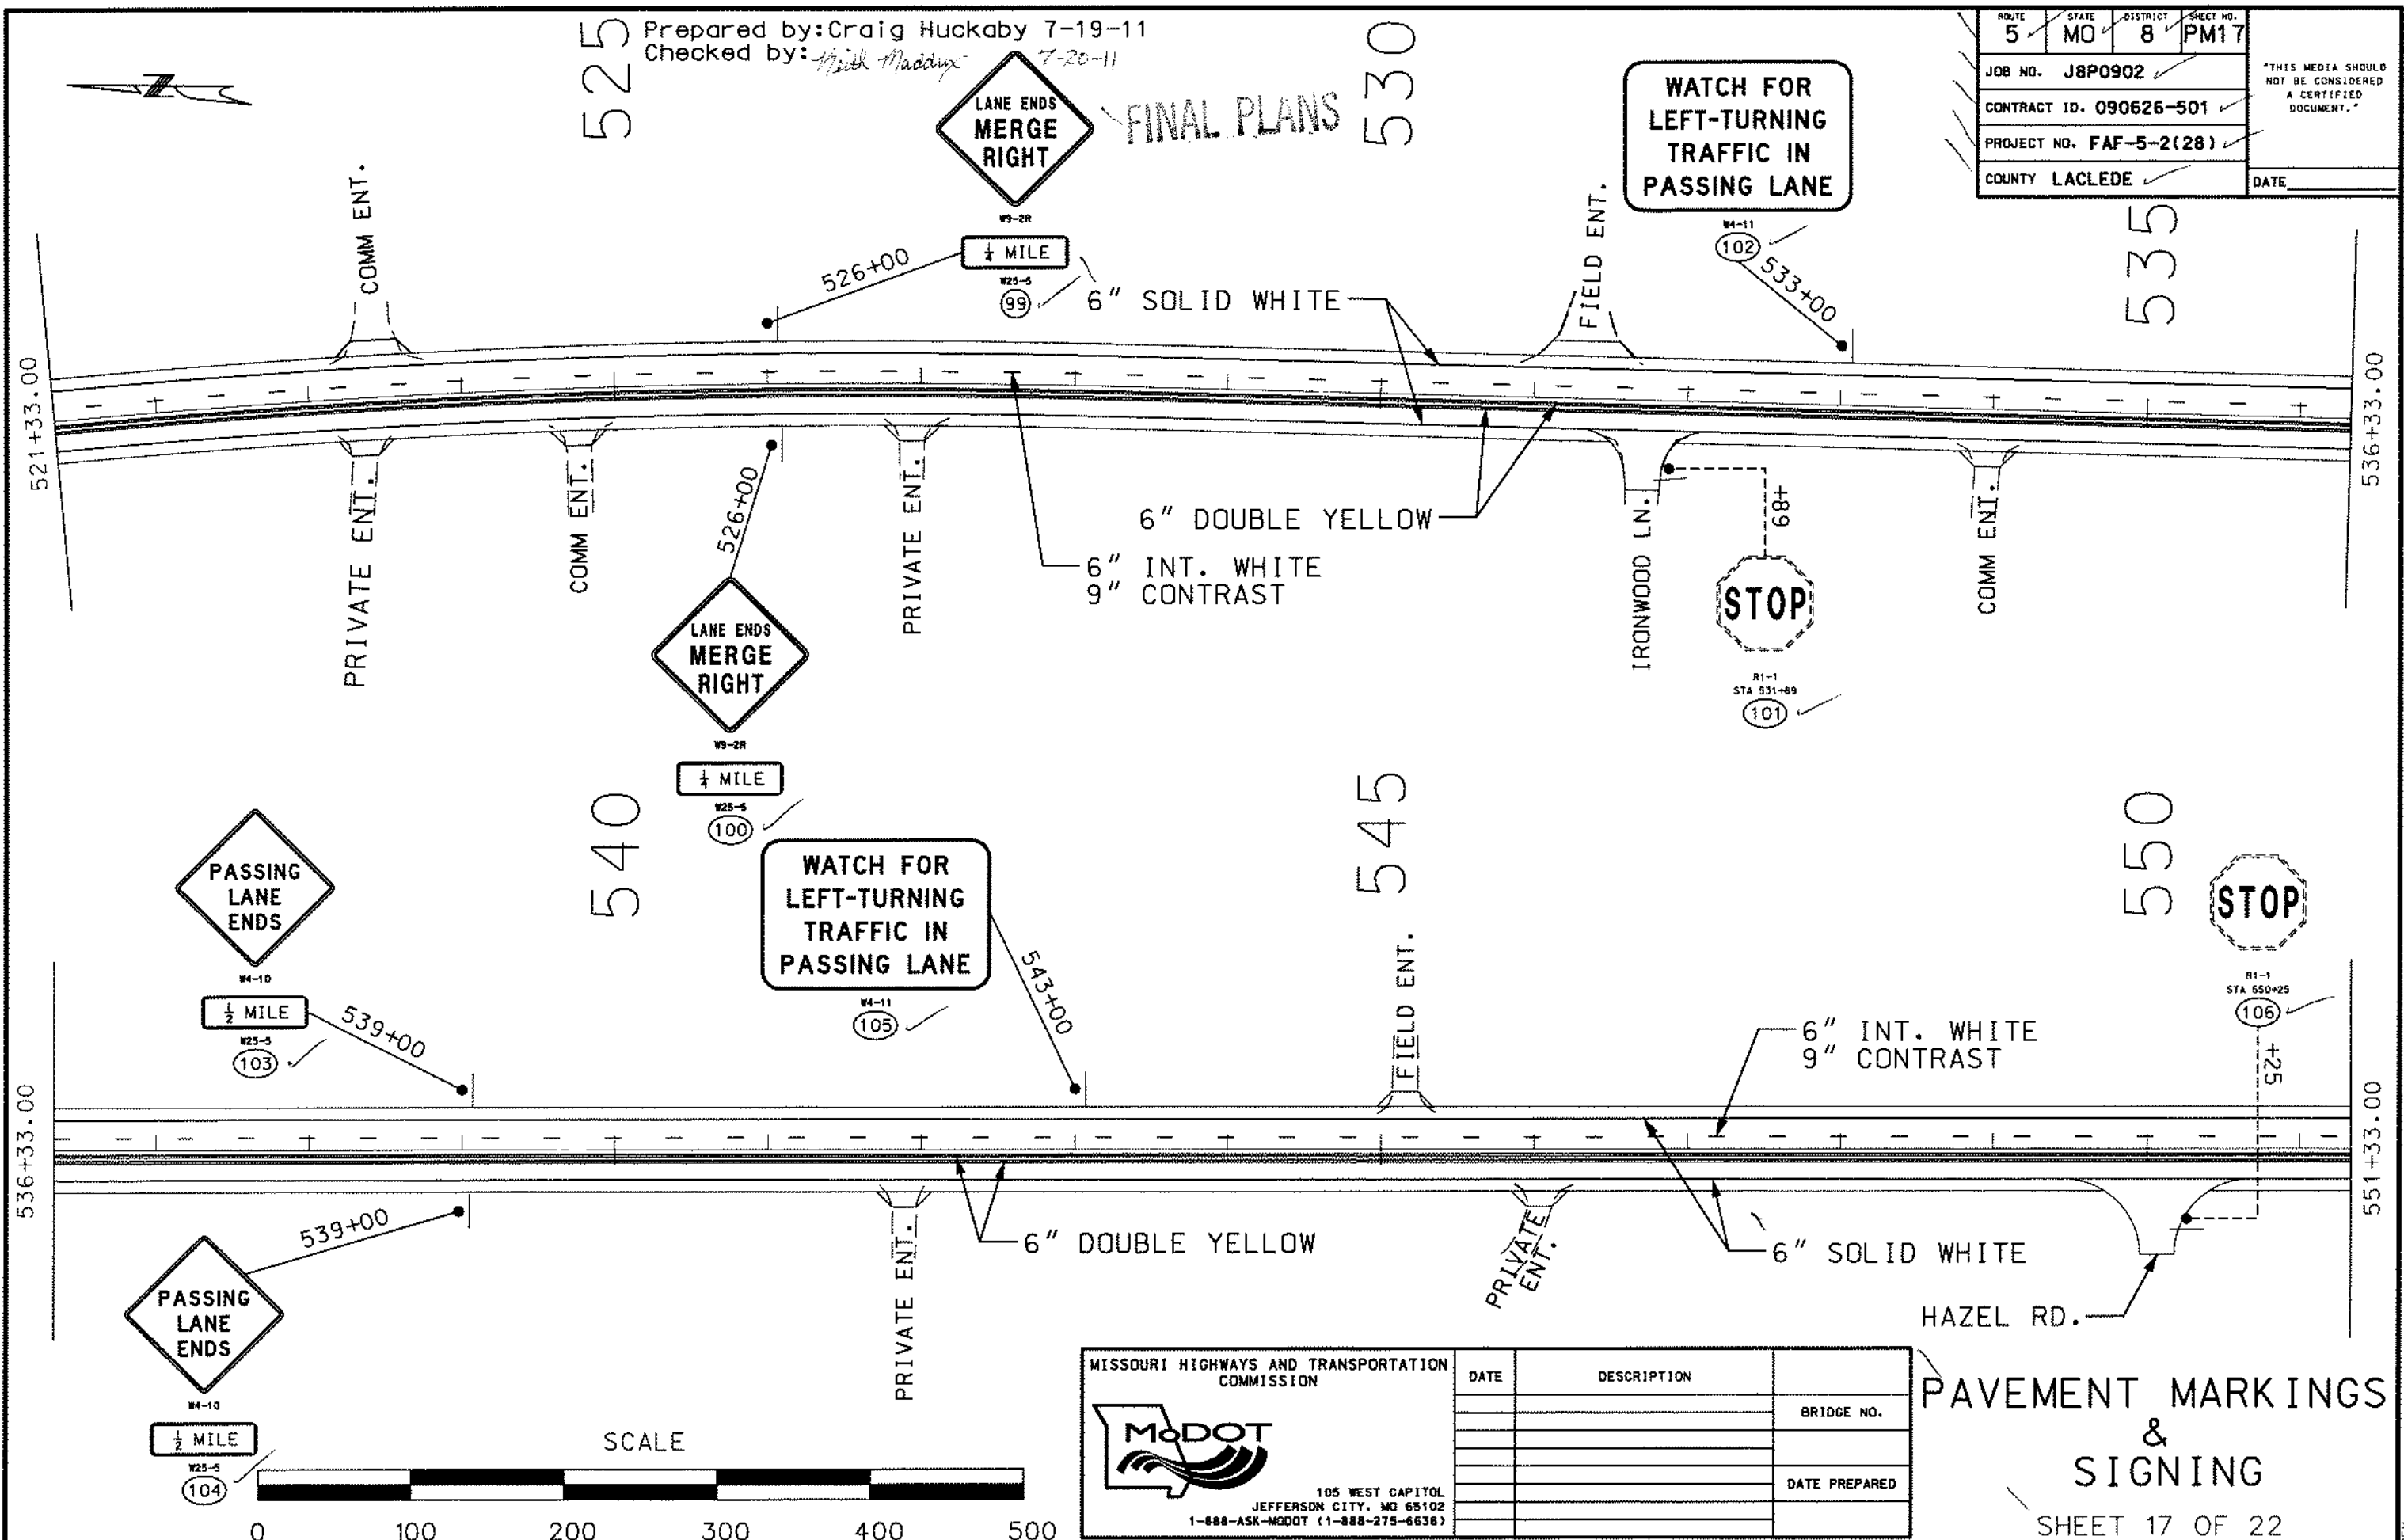 Prepared by:Craig Huckaby 7-19-11
Checked by: Keith Maddux 7-20-11
FINAL PLANS
ROUTE
5
STATE
MO
DISTRICT
8
SHEET NO.
PM17
JOB NO. J8P0902
CONTRACT ID. 090626-501
PROJECT NO. FAF-5-2(28)
COUNTY LACLEDE
"THIS MEDIA SHOULD
NOT BE CONSIDERED
A CERTIFIED
DOCUMENT."
DATE
Z
525
530
535
LANE ENDS
MERGE
RIGHT
W9-2R
1/4 MILE
W25-5
99
526+00
WATCH FOR
LEFT-TURNING
TRAFFIC IN
PASSING LANE
W4-11
102
533+00
COMM ENT.
FIELD ENT.
6" SOLID WHITE
521+33.00
536+33.00
PRIVATE ENT.
COMM ENT.
526+00
PRIVATE ENT.
6" DOUBLE YELLOW
6" INT. WHITE
9" CONTRAST
IRONWOOD LN.
+89
STOP
R1-1
STA 531+89
101
COMM ENT.
LANE ENDS
MERGE
RIGHT
W9-2R
1/4 MILE
W25-5
100
540
545
550
PASSING
LANE
ENDS
W4-10
1/2 MILE
W25-5
103
539+00
WATCH FOR
LEFT-TURNING
TRAFFIC IN
PASSING LANE
W4-11
105
543+00
FIELD ENT.
STOP
R1-1
STA 550+25
106
+25
6" INT. WHITE
9" CONTRAST
536+33.00
551+33.00
539+00
PASSING
LANE
ENDS
W4-10
1/2 MILE
W25-5
104
PRIVATE ENT.
6" DOUBLE YELLOW
PRIVATE
ENT.
6" SOLID WHITE
HAZEL RD.
SCALE
0 100 200 300 400 500
MISSOURI HIGHWAYS AND TRANSPORTATION
COMMISSION
MoDOT
105 WEST CAPITOL
JEFFERSON CITY, MO 65102
1-888-ASK-MODOT (1-888-275-6636)
DATE
DESCRIPTION
BRIDGE NO.
DATE PREPARED
PAVEMENT MARKINGS
&
SIGNING
SHEET 17 OF 22